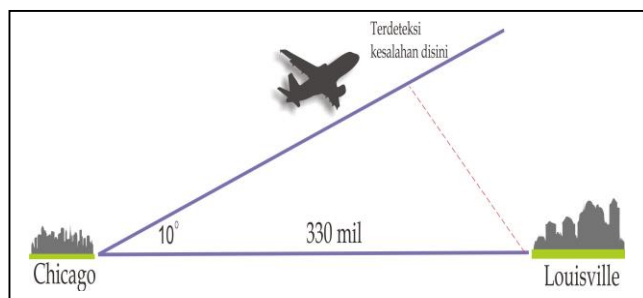 Terdeteksi
kesalahan disini
10°
330 mil
Chicago
Louisville